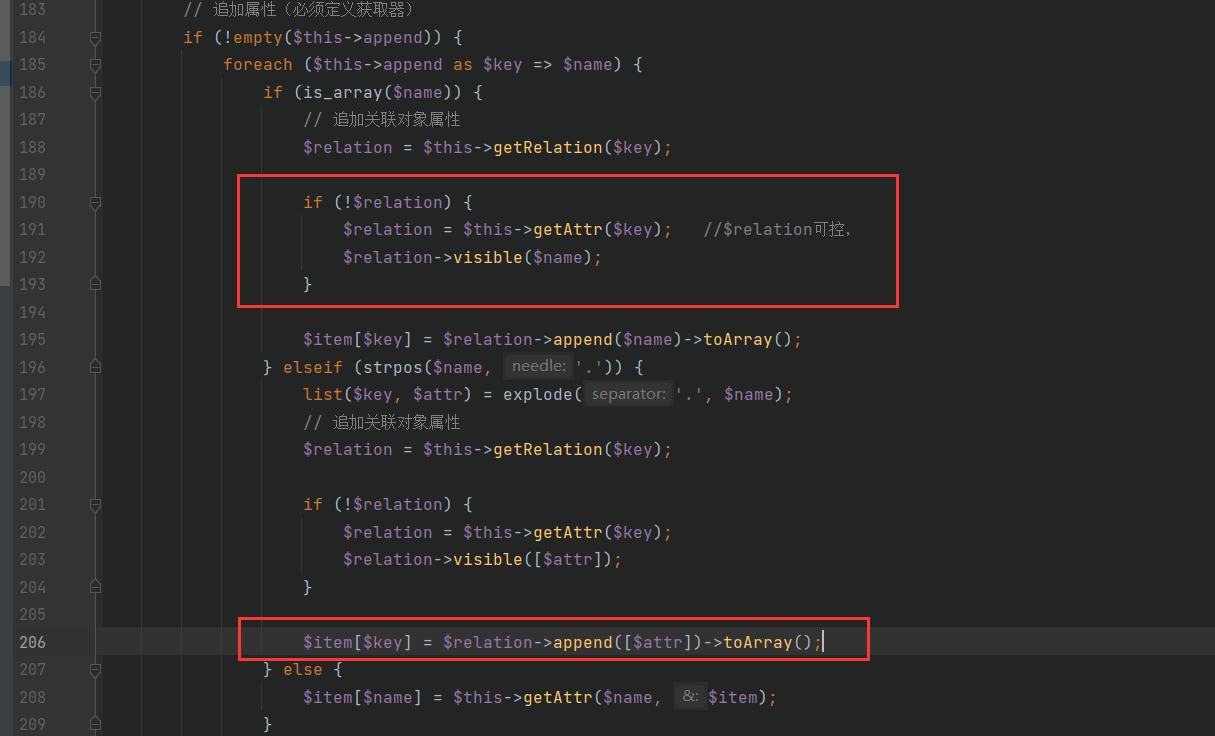 183 // 追加属性（必须定义获取器）
184 if (!empty($this->append)) {
185 foreach ($this->append as $key => $name) {
186 if (is_array($name)) {
187 // 追加关联对象属性
188 $relation = $this->getRelation($key);
189
190 if (!$relation) {
191 $relation = $this->getAttr($key); //$relation可控，
192 $relation->visible($name);
193 }
194
195 $item[$key] = $relation->append($name)->toArray();
196 } elseif (strpos($name, needle: '.')) {
197 list($key, $attr) = explode( separator: '.', $name);
198 // 追加关联对象属性
199 $relation = $this->getRelation($key);
200
201 if (!$relation) {
202 $relation = $this->getAttr($key);
203 $relation->visible([$attr]);
204 }
205
206 $item[$key] = $relation->append([$attr])->toArray();
207 } else {
208 $item[$name] = $this->getAttr($name, &: $item);
209 }